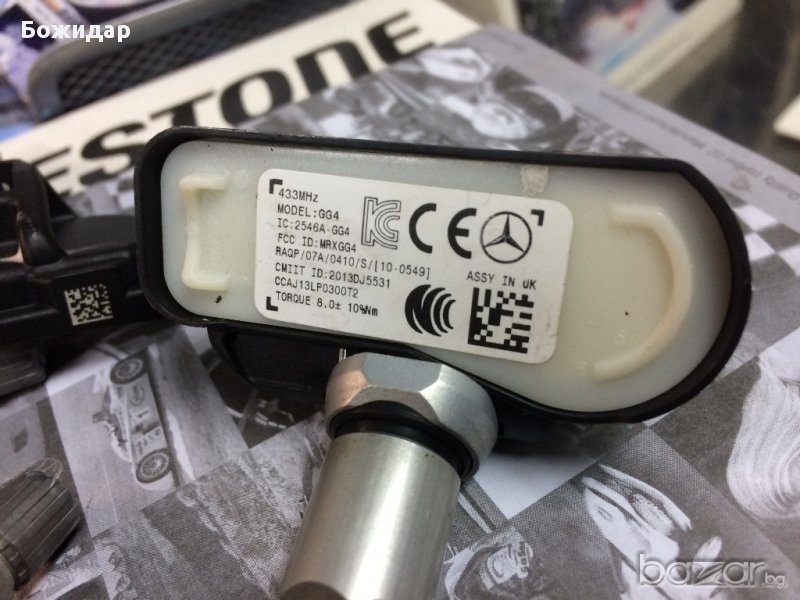 Божидар
ESTONE
433MHz
MODEL:GG4
IC:2546A-GG4
FCC ID:MRXGG4
RAQP/07A/0410/S/[10-0549]
CMIIT ID:2013DJ5531
CCAJ13LP0300T2
TORQUE 8.0± 10%Nm
CE
ASSY IN UK
bazar.bg